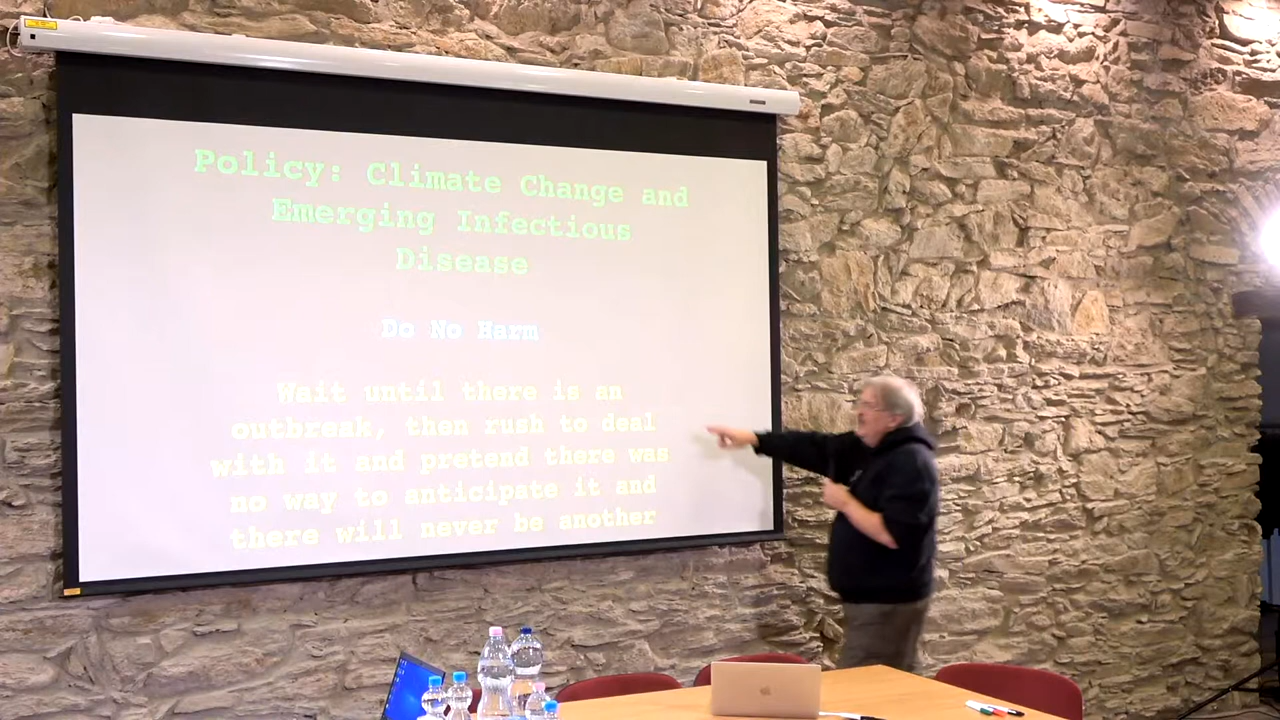 Policy: Climate Change and
Emerging Infectious
Disease
Do No Harm
Wait until there is an
outbreak, then rush to deal
with it and pretend there was
no way to anticipate it and
there will never be another